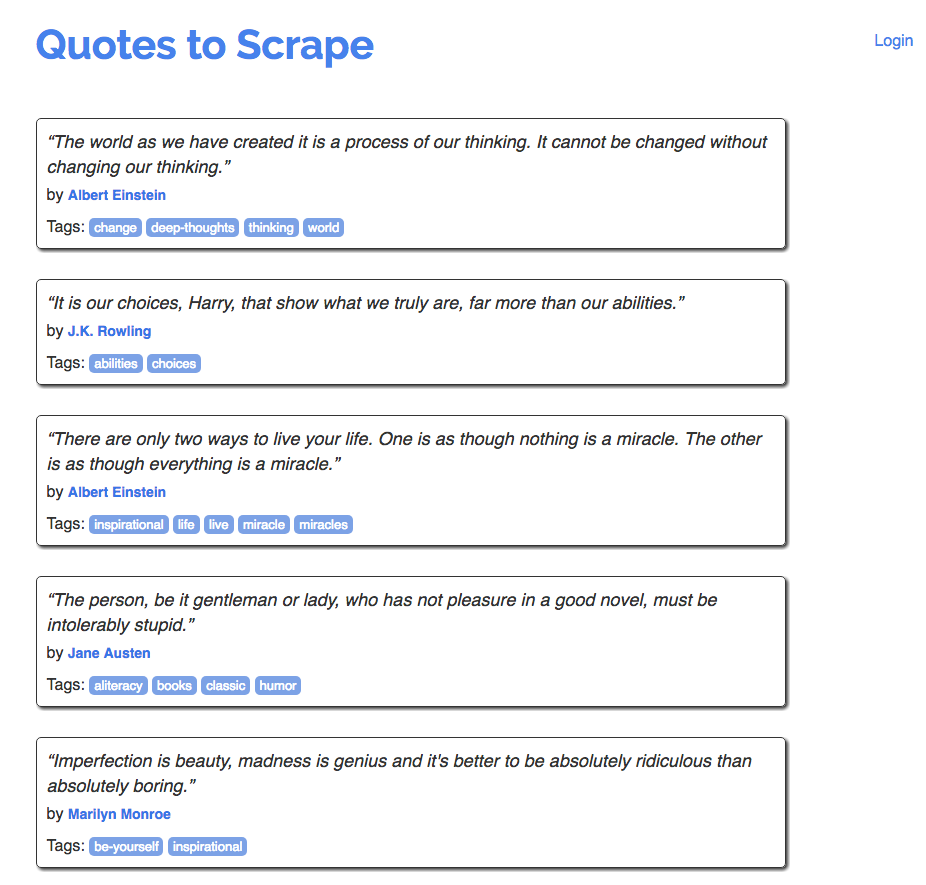 Quotes to Scrape
Login
“The world as we have created it is a process of our thinking. It cannot be changed without
changing our thinking.”
by Albert Einstein
Tags: change deep-thoughts thinking world
“It is our choices, Harry, that show what we truly are, far more than our abilities.”
by J.K. Rowling
Tags: abilities choices
“There are only two ways to live your life. One is as though nothing is a miracle. The other
is as though everything is a miracle.”
by Albert Einstein
Tags: inspirational life live miracle miracles
“The person, be it gentleman or lady, who has not pleasure in a good novel, must be
intolerably stupid.”
by Jane Austen
Tags: aliteracy books classic humor
“Imperfection is beauty, madness is genius and it's better to be absolutely ridiculous than
absolutely boring.”
by Marilyn Monroe
Tags: be-yourself inspirational